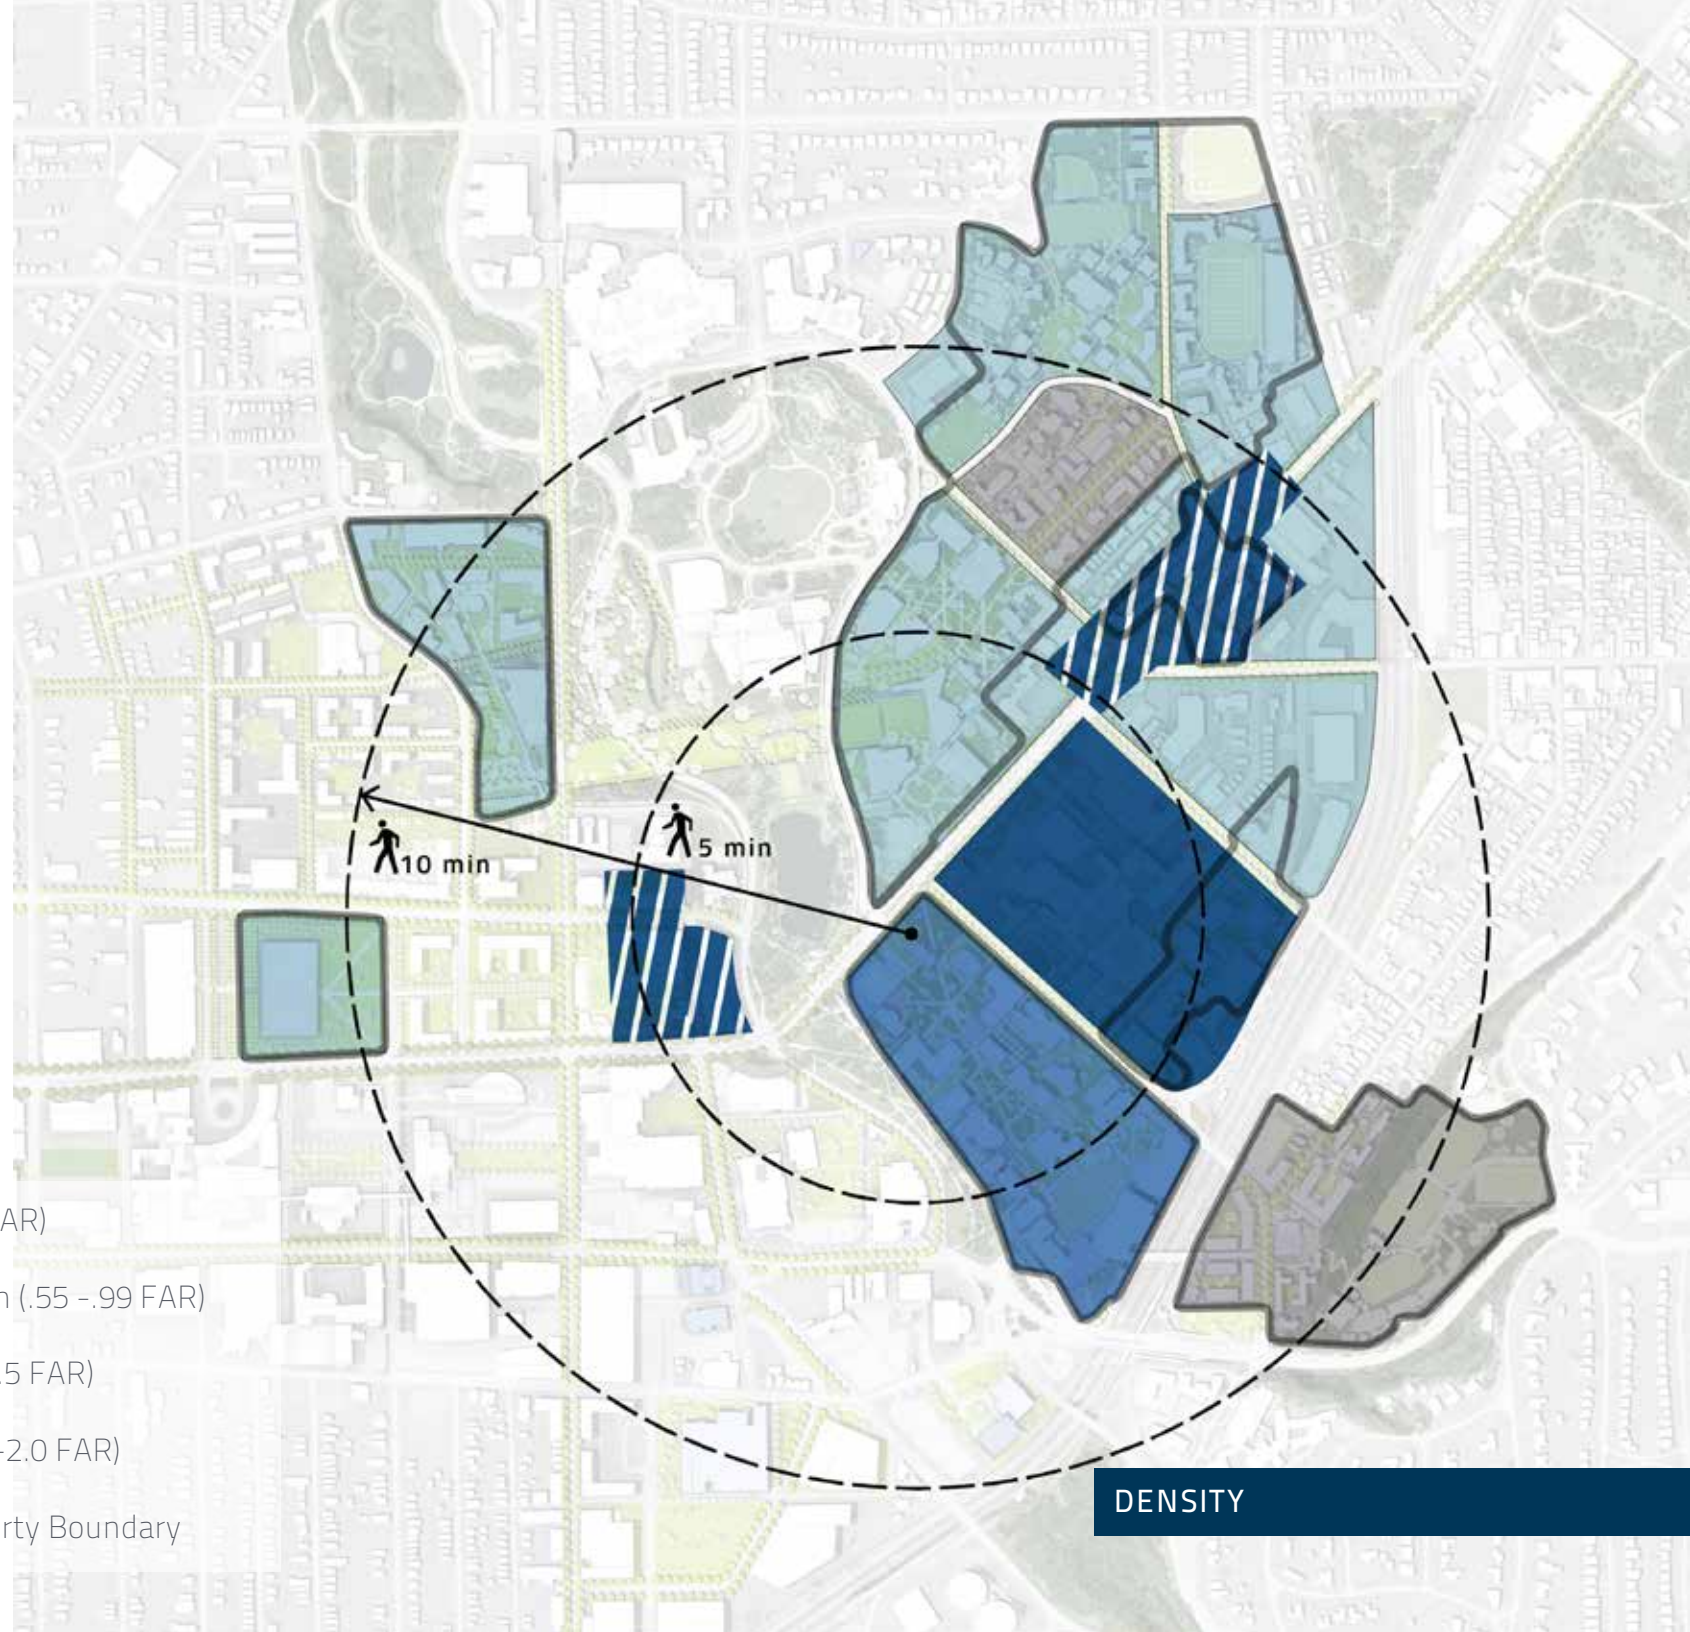 5 min
10 min
AR)
(.55 -.99 FAR)
.5 FAR)
-2.0 FAR)
rty Boundary
DENSITY